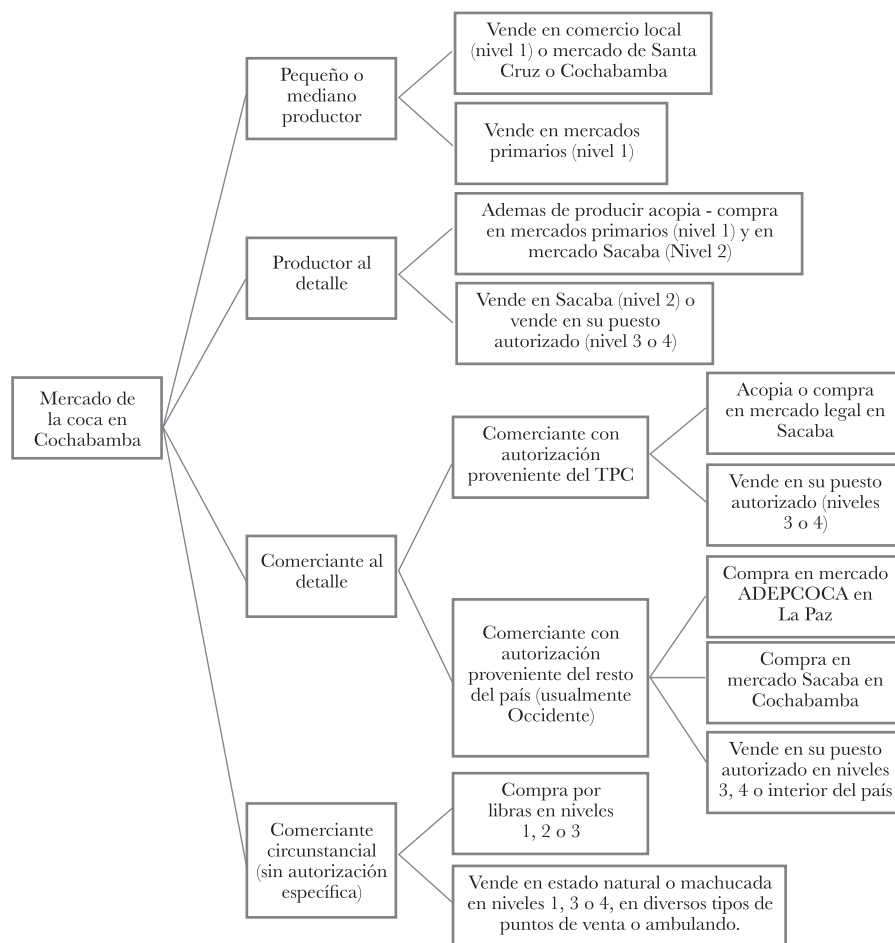 Mercado de
la coca en
Cochabamba
Pequeño o
mediano
productor
Vende en comercio local
(nivel 1) o mercado de Santa
Cruz o Cochabamba
Vende en mercados
primarios (nivel 1)
Productor al
detalle
Ademas de producir acopia - compra
en mercados primarios (nivel 1) y en
mercado Sacaba (Nivel 2)
Vende en Sacaba (nivel 2) o
vende en su puesto
autorizado (nivel 3 o 4)
Comerciante al
detalle
Comerciante con
autorización
proveniente del TPC
Acopia o compra
en mercado legal en
Sacaba
Vende en su puesto
autorizado (niveles
3 o 4)
Comerciante con
autorización
proveniente del resto
del país (usualmente
Occidente)
Compra en mercado
ADEPCOCA en
La Paz
Compra en
mercado Sacaba en
Cochabamba
Vende en su puesto
autorizado en niveles
3, 4 o interior del país
Comerciante
circunstancial
(sin autorización
específica)
Compra por
libras en niveles
1, 2 o 3
Vende en estado natural o machucada
en niveles 1, 3 o 4, en diversos tipos de
puntos de venta o ambulando.